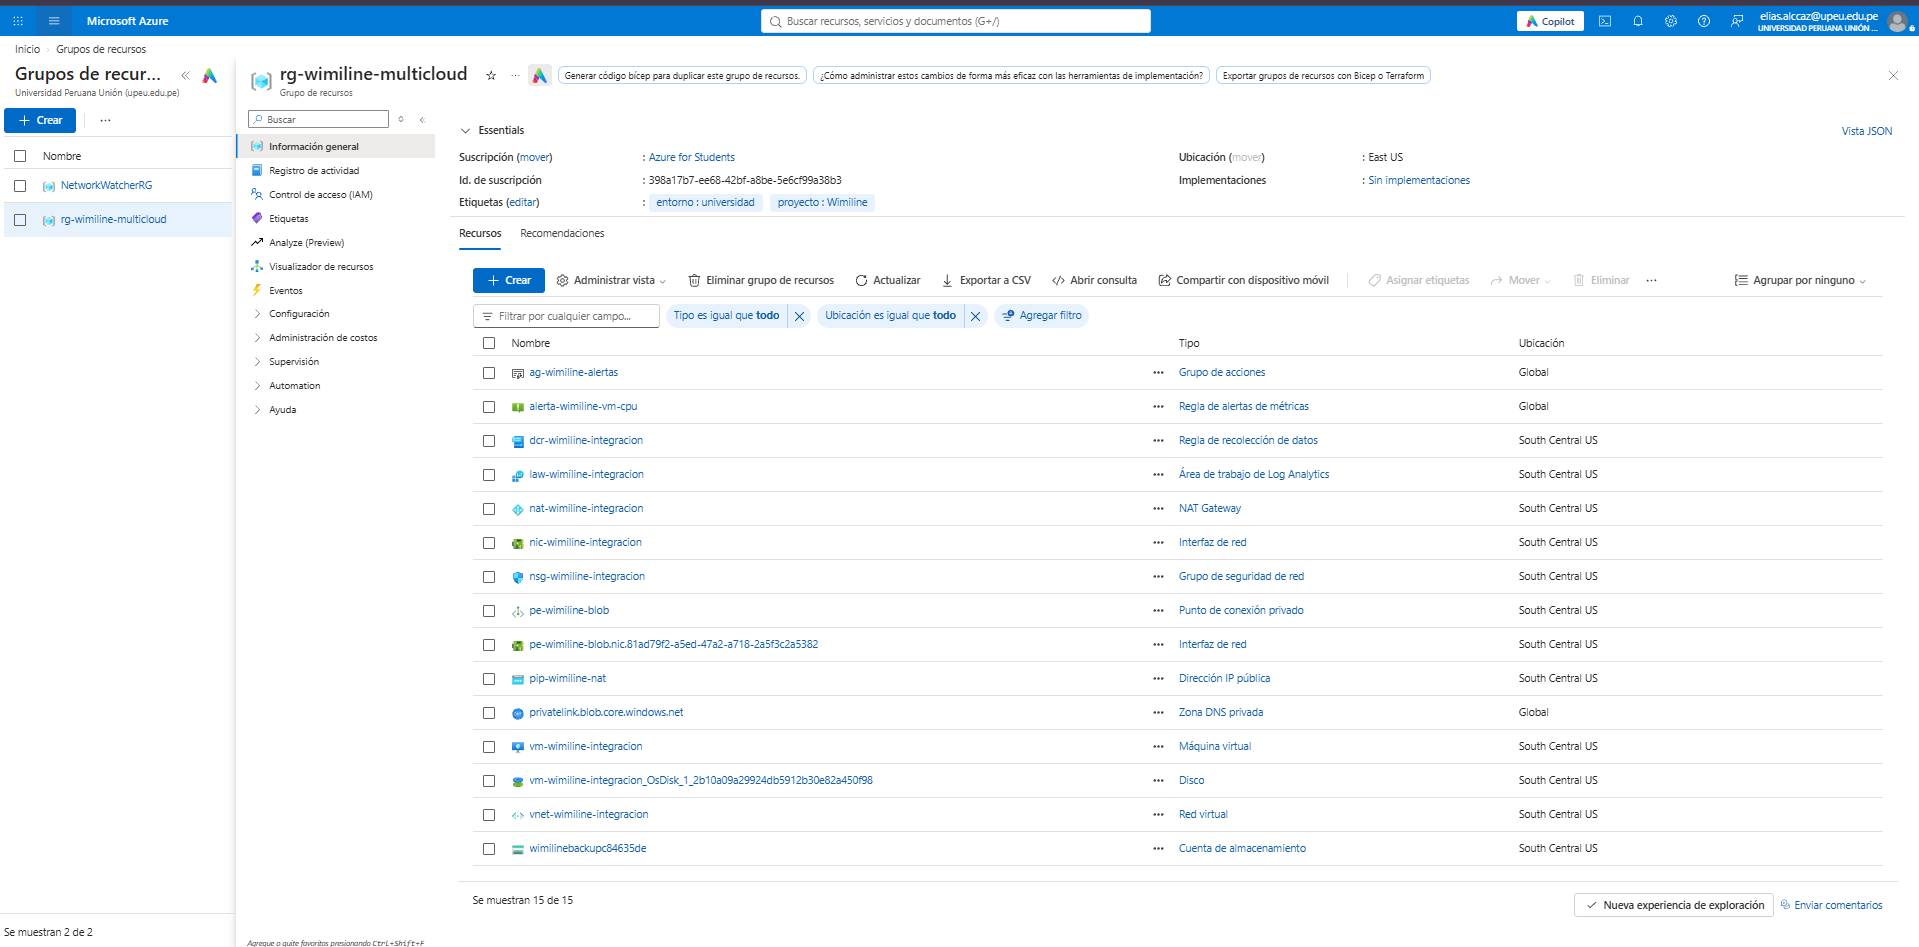 Microsoft Azure
Buscar recursos, servicios y documentos (G+/)
Copilot
elias.alccaz@upeu.edu.pe
UNIVERSIDAD PERUANA UNIÓN ...
Inicio > Grupos de recursos
Grupos de recur...
Universidad Peruana Unión (upeu.edu.pe)
+ Crear
...
Nombre
NetworkWatcherRG
rg-wimiline-multicloud
Se muestran 2 de 2
rg-wimiline-multicloud
Grupo de recursos
Generar código bícep para duplicar este grupo de recursos.
¿Cómo administrar estos cambios de forma más eficaz con las herramientas de implementación?
Exportar grupos de recursos con Bicep o Terraform
Buscar
Información general
Registro de actividad
Control de acceso (IAM)
Etiquetas
Analyze (Preview)
Visualizador de recursos
Eventos
Configuración
Administración de costos
Supervisión
Automation
Ayuda
Agregue o quite favoritos presionando Ctrl+Shift+F
Essentials
Vista JSON
Suscripción (mover) : Azure for Students
Id. de suscripción : 398a17b7-ee68-42bf-a8be-5e6cf99a38b3
Etiquetas (editar) : entorno : universidad proyecto : Wimiline
Ubicación (mover) : East US
Implementaciones : Sin implementaciones
Recursos Recomendaciones
+ Crear Administrar vista Eliminar grupo de recursos Actualizar Exportar a CSV Abrir consulta Compartir con dispositivo móvil Asignar etiquetas Mover Eliminar ... Agrupar por ninguno
Filtrar por cualquier campo... Tipo es igual que todo Ubicación es igual que todo Agregar filtro
Nombre Tipo Ubicación
ag-wimiline-alertas ... Grupo de acciones Global
alerta-wimiline-vm-cpu ... Regla de alertas de métricas Global
dcr-wimiline-integracion ... Regla de recolección de datos South Central US
law-wimiline-integracion ... Área de trabajo de Log Analytics South Central US
nat-wimiline-integracion ... NAT Gateway South Central US
nic-wimiline-integracion ... Interfaz de red South Central US
nsg-wimiline-integracion ... Grupo de seguridad de red South Central US
pe-wimiline-blob ... Punto de conexión privado South Central US
pe-wimiline-blob.nic.81ad79f2-a5ed-47a2-a718-2a5f3c2a5382 ... Interfaz de red South Central US
pip-wimiline-nat ... Dirección IP pública South Central US
privatelink.blob.core.windows.net ... Zona DNS privada Global
vm-wimiline-integracion ... Máquina virtual South Central US
vm-wimiline-integracion_OsDisk_1_2b10a09a29924db5912b30e82a450f98 ... Disco South Central US
vnet-wimiline-integracion ... Red virtual South Central US
wimilinebackupc84635de ... Cuenta de almacenamiento South Central US
Se muestran 15 de 15
Nueva experiencia de exploración
Enviar comentarios